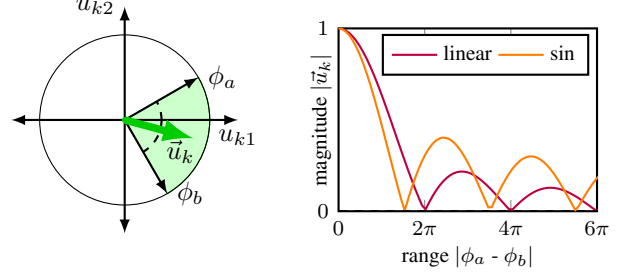 u_{k2}
ϕ_a
u_{k1}
\vec{u}_k
ϕ_b
1
linear
sin
magnitude |\vec{u}_k|
0
0
2π
4π
6π
range |ϕ_a - ϕ_b|